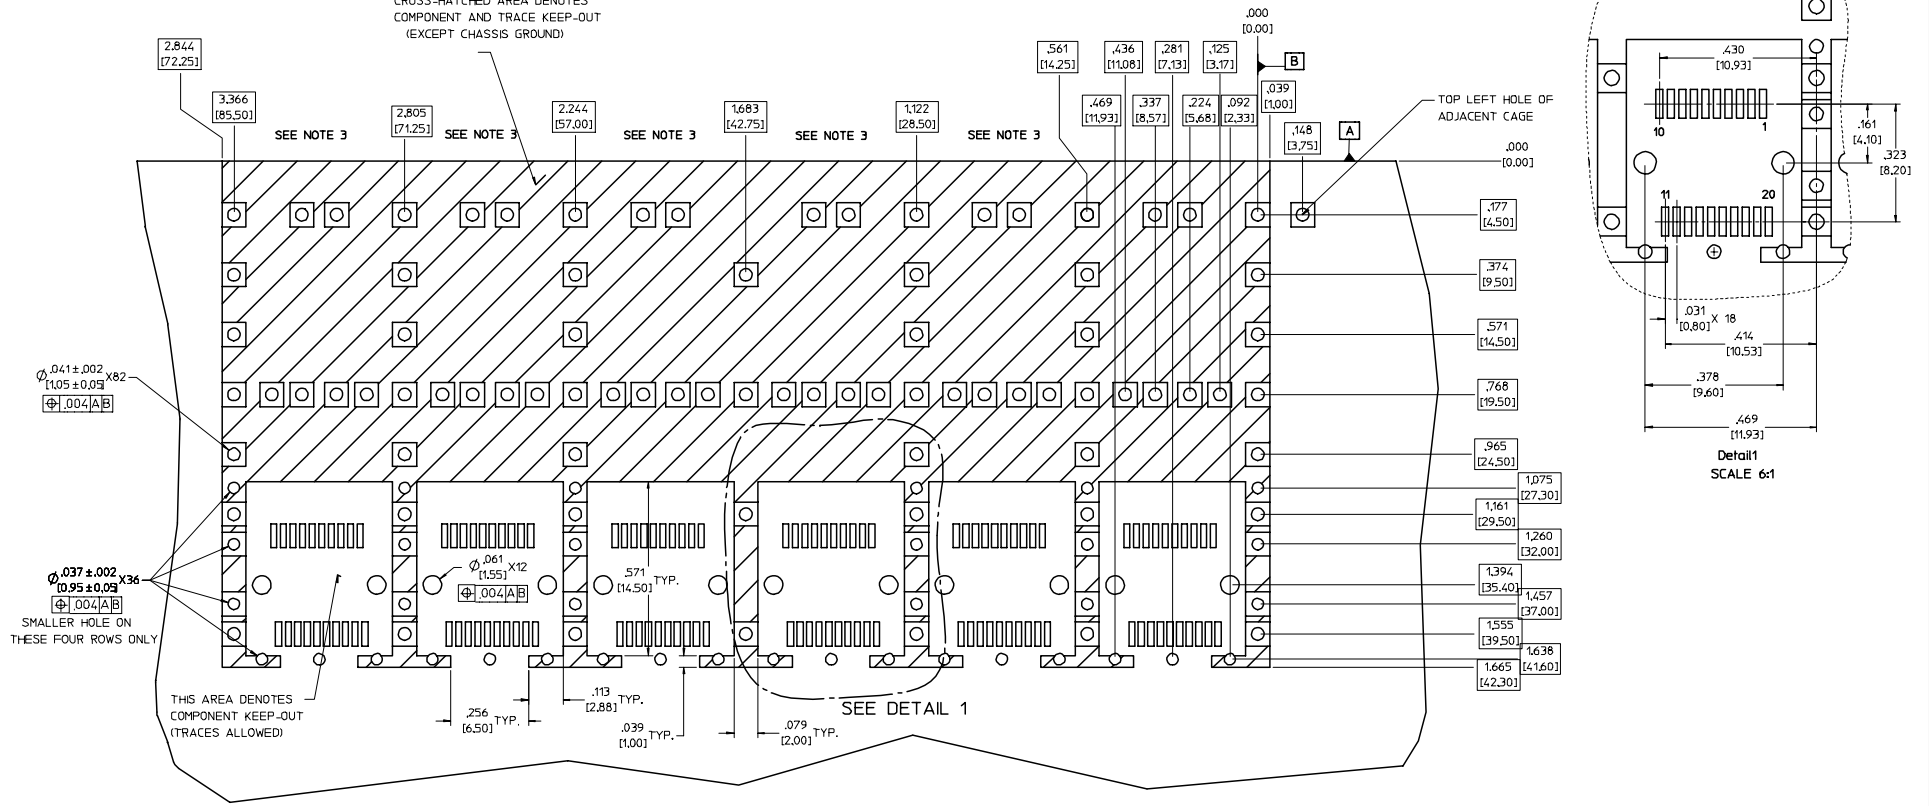 CROSS-HATCHED AREA DENOTES
COMPONENT AND TRACE KEEP-OUT
(EXCEPT CHASSIS GROUND)
2.844
[72.25]
3.366
[85.50]
SEE NOTE 3
2.805
[71.25]
SEE NOTE 3
2.244
[57.00]
SEE NOTE 3
1.683
[42.75]
SEE NOTE 3
1.122
[28.50]
SEE NOTE 3
.561
[14.25]
.469
[11.93]
.436
[11.08]
.337
[8.57]
.281
[7.13]
.224
[5.68]
.125
[3.17]
.092
[2.33]
.000
[0.00]
B
.039
[1.00]
.148
[3.75]
A
TOP LEFT HOLE OF
ADJACENT CAGE
.000
[0.00]
.177
[4.50]
.374
[9.50]
.571
[14.50]
.768
[19.50]
.965
[24.50]
1.075
[27.30]
1.161
[29.50]
1.260
[32.00]
1.394
[35.40]
1.457
[37.00]
1.555
[39.50]
1.638
[41.60]
1.665
[42.30]
Ø .041±.002
[1.05±0.05] X82
⌖ .004 A B
Ø .037±.002
[0.95±0.05] X36
⌖ .004 A B
SMALLER HOLE ON
THESE FOUR ROWS ONLY
THIS AREA DENOTES
COMPONENT KEEP-OUT
(TRACES ALLOWED)
Ø .061
[1.55] X12
⌖ .004 A B
.571
[14.50] TYP.
.256
[6.50] TYP.
.113
[2.88] TYP.
.039
[1.00] TYP.
.079
[2.00] TYP.
SEE DETAIL 1
.430
[10.93]
10
1
.161
[4.10]
.323
[8.20]
11
20
.031
[0.80] X 18
.414
[10.53]
.378
[9.60]
.469
[11.93]
Detail1
SCALE 6:1